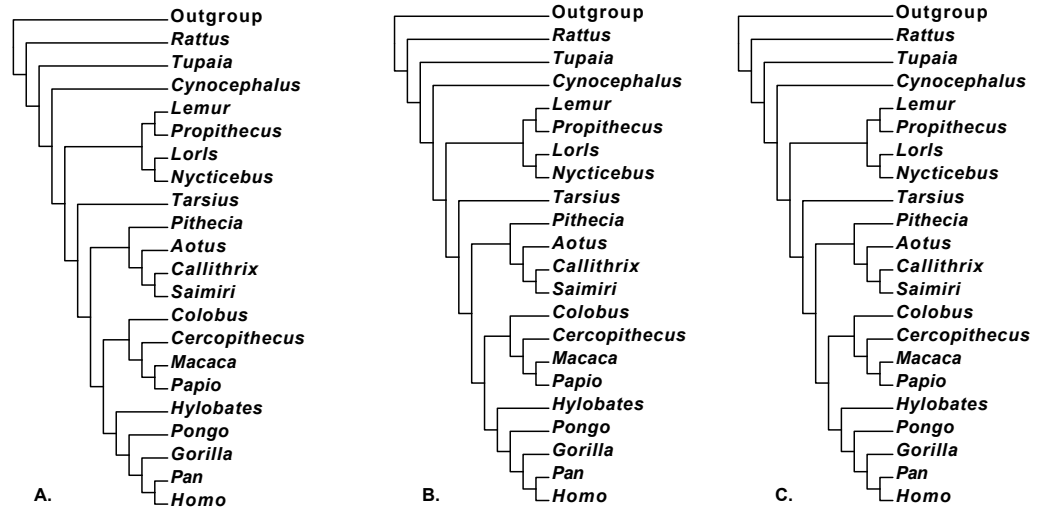 Outgroup
Rattus
Tupaia
Cynocephalus
Lemur
Propithecus
Lorls
Nycticebus
Tarsius
Pithecia
Aotus
Callithrix
Saimiri
Colobus
Cercopithecus
Macaca
Papio
Hylobates
Pongo
Gorilla
Pan
Homo
A.
Outgroup
Rattus
Tupaia
Cynocephalus
Lemur
Propithecus
Lorls
Nycticebus
Tarsius
Pithecia
Aotus
Callithrix
Saimiri
Colobus
Cercopithecus
Macaca
Papio
Hylobates
Pongo
Gorilla
Pan
Homo
B.
Outgroup
Rattus
Tupaia
Cynocephalus
Lemur
Propithecus
Lorls
Nycticebus
Tarsius
Pithecia
Aotus
Callithrix
Saimiri
Colobus
Cercopithecus
Macaca
Papio
Hylobates
Pongo
Gorilla
Pan
Homo
C.